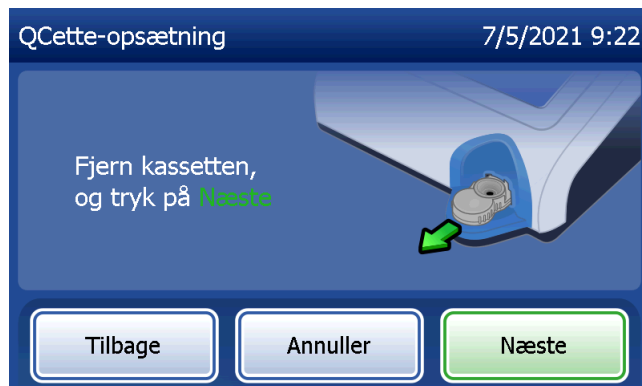 QCette-opsætning 7/5/2021 9:22
Fjern kassetten,
og tryk på Næste
Tilbage Annuller Næste